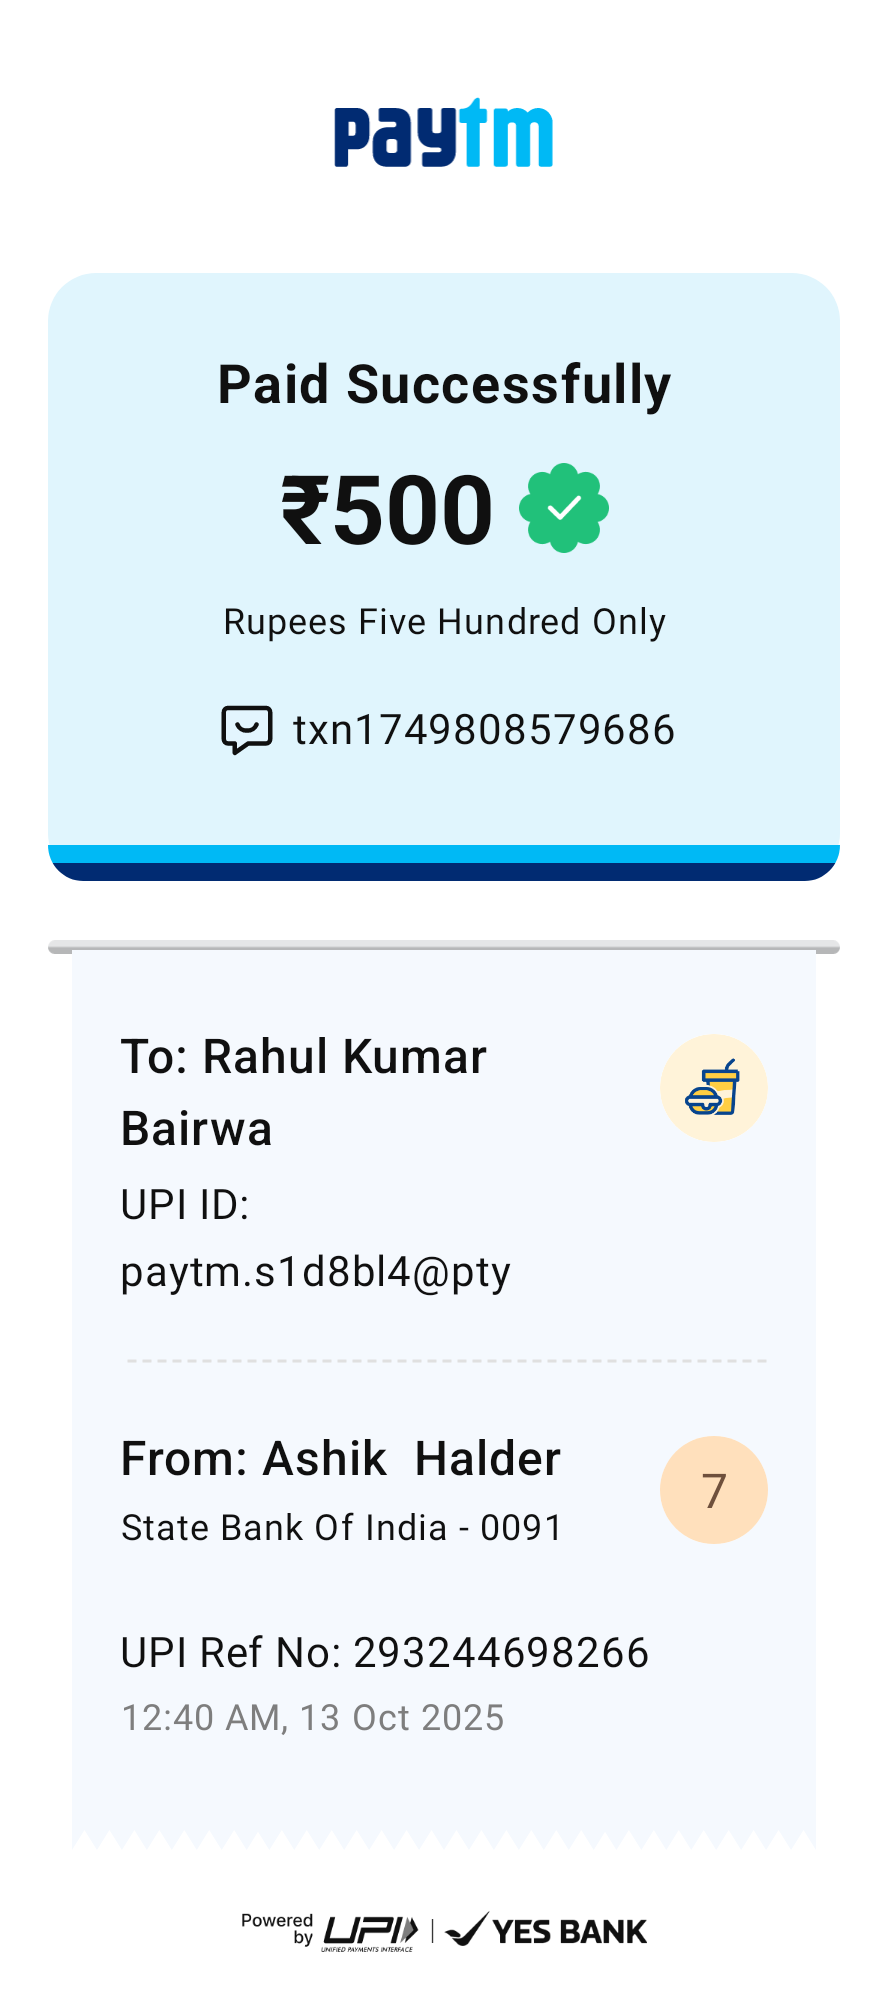 paytm
Paid Successfully
₹500
Rupees Five Hundred Only
txn1749808579686
To: Rahul Kumar
Bairwa
UPI ID:
paytm.s1d8bl4@pty
From: Ashik  Halder
7
State Bank Of India - 0091
UPI Ref No: 293244698266
12:40 AM, 13 Oct 2025
Powered
by
UPI
UNIFIED PAYMENTS INTERFACE
YES BANK